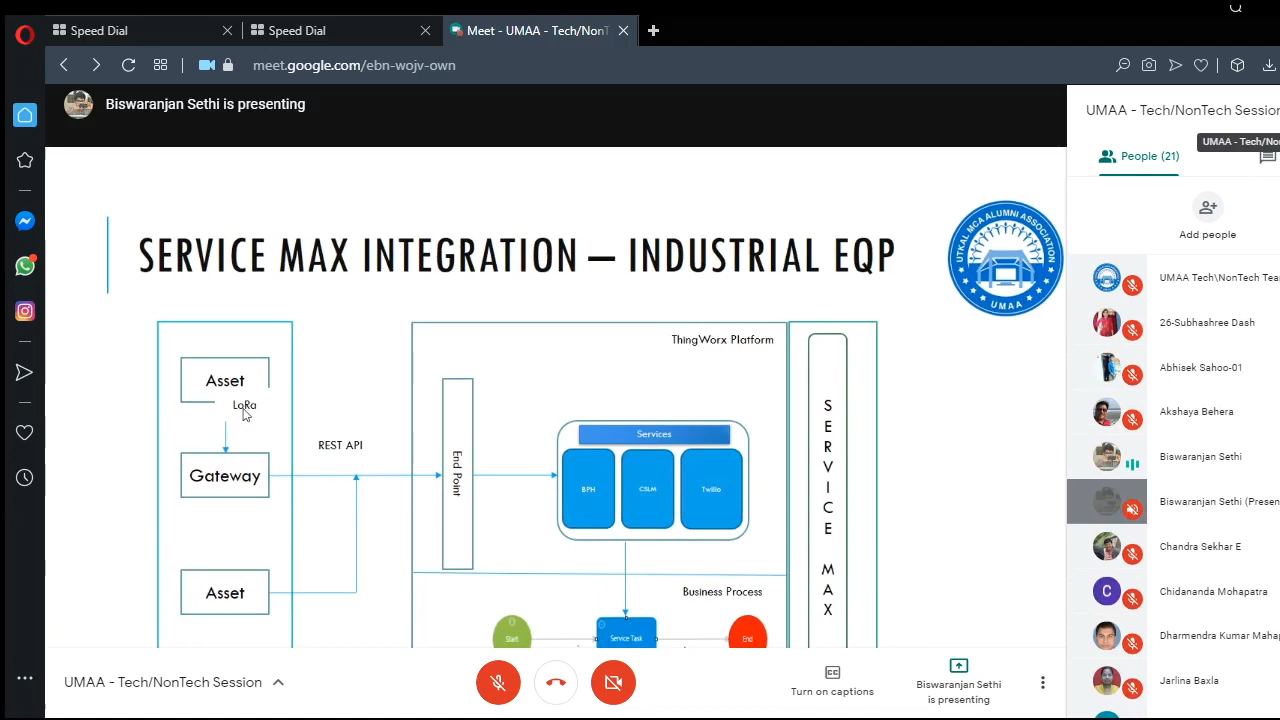 Speed Dial
Speed Dial
Meet - UMAA - Tech/NonT
meet.google.com/ebn-wojv-own
Biswaranjan Sethi is presenting
UMAA - Tech/NonTech Session
UMAA - Tech/No
People (21)
Add people
SERVICE MAX INTEGRATION – INDUSTRIAL EQP
UTKAL MCA ALUMNI ASSOCIATION
UMAA
ThingWorx Platform
Asset
LoRa
REST API
Gateway
Asset
End Point
Services
BPH
CSLM
Twilio
SERVICE MAX
Business Process
Start
Service Task
End
UMAA Tech\NonTech Tea
26-Subhashree Dash
Abhisek Sahoo-01
Akshaya Behera
Biswaranjan Sethi
Biswaranjan Sethi (Presen
Chandra Sekhar E
C
Chidananda Mohapatra
Dharmendra Kumar Maha
Jarlina Baxla
UMAA - Tech/NonTech Session
CC
Turn on captions
Biswaranjan Sethi
is presenting